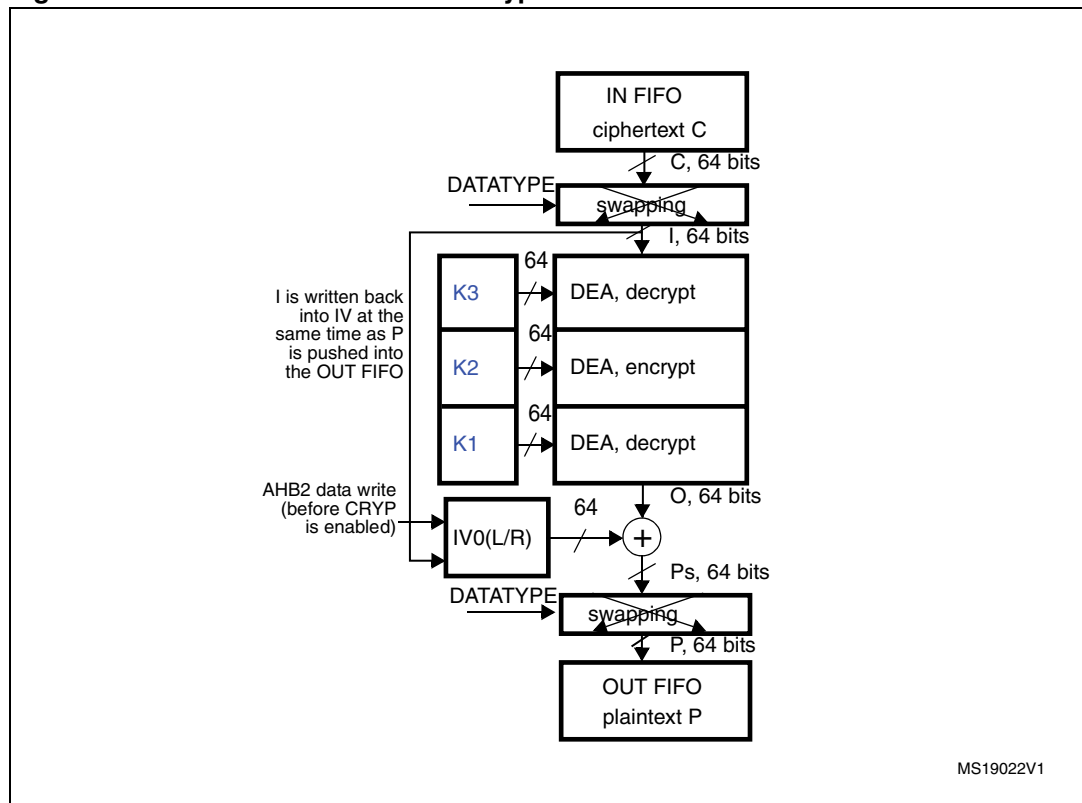 IN FIFO
ciphertext C
C, 64 bits
DATATYPE
swapping
I, 64 bits
64
K3
DEA, decrypt
I is written back
into IV at the
same time as P
is pushed into
the OUT FIFO
64
K2
DEA, encrypt
64
K1
DEA, decrypt
O, 64 bits
AHB2 data write
(before CRYP
is enabled)
IV0(L/R)
64
+
Ps, 64 bits
DATATYPE
swapping
P, 64 bits
OUT FIFO
plaintext P
MS19022V1